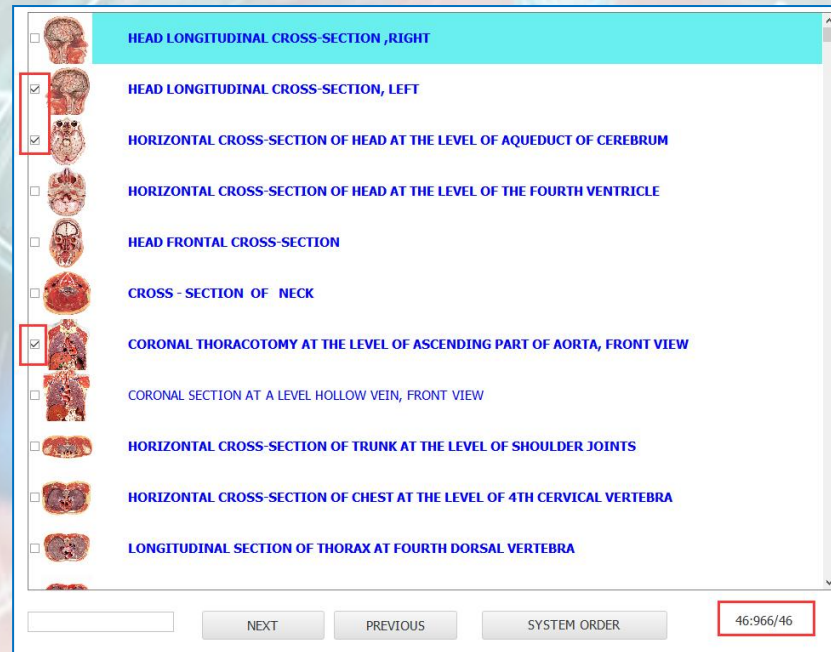 HEAD LONGITUDINAL CROSS-SECTION ,RIGHT
HEAD LONGITUDINAL CROSS-SECTION, LEFT
HORIZONTAL CROSS-SECTION OF HEAD AT THE LEVEL OF AQUEDUCT OF CEREBRUM
HORIZONTAL CROSS-SECTION OF HEAD AT THE LEVEL OF THE FOURTH VENTRICLE
HEAD FRONTAL CROSS-SECTION
CROSS - SECTION OF NECK
CORONAL THORACOTOMY AT THE LEVEL OF ASCENDING PART OF AORTA, FRONT VIEW
CORONAL SECTION AT A LEVEL HOLLOW VEIN, FRONT VIEW
HORIZONTAL CROSS-SECTION OF TRUNK AT THE LEVEL OF SHOULDER JOINTS
HORIZONTAL CROSS-SECTION OF CHEST AT THE LEVEL OF 4TH CERVICAL VERTEBRA
LONGITUDINAL SECTION OF THORAX AT FOURTH DORSAL VERTEBRA
NEXT PREVIOUS SYSTEM ORDER 46:966/46